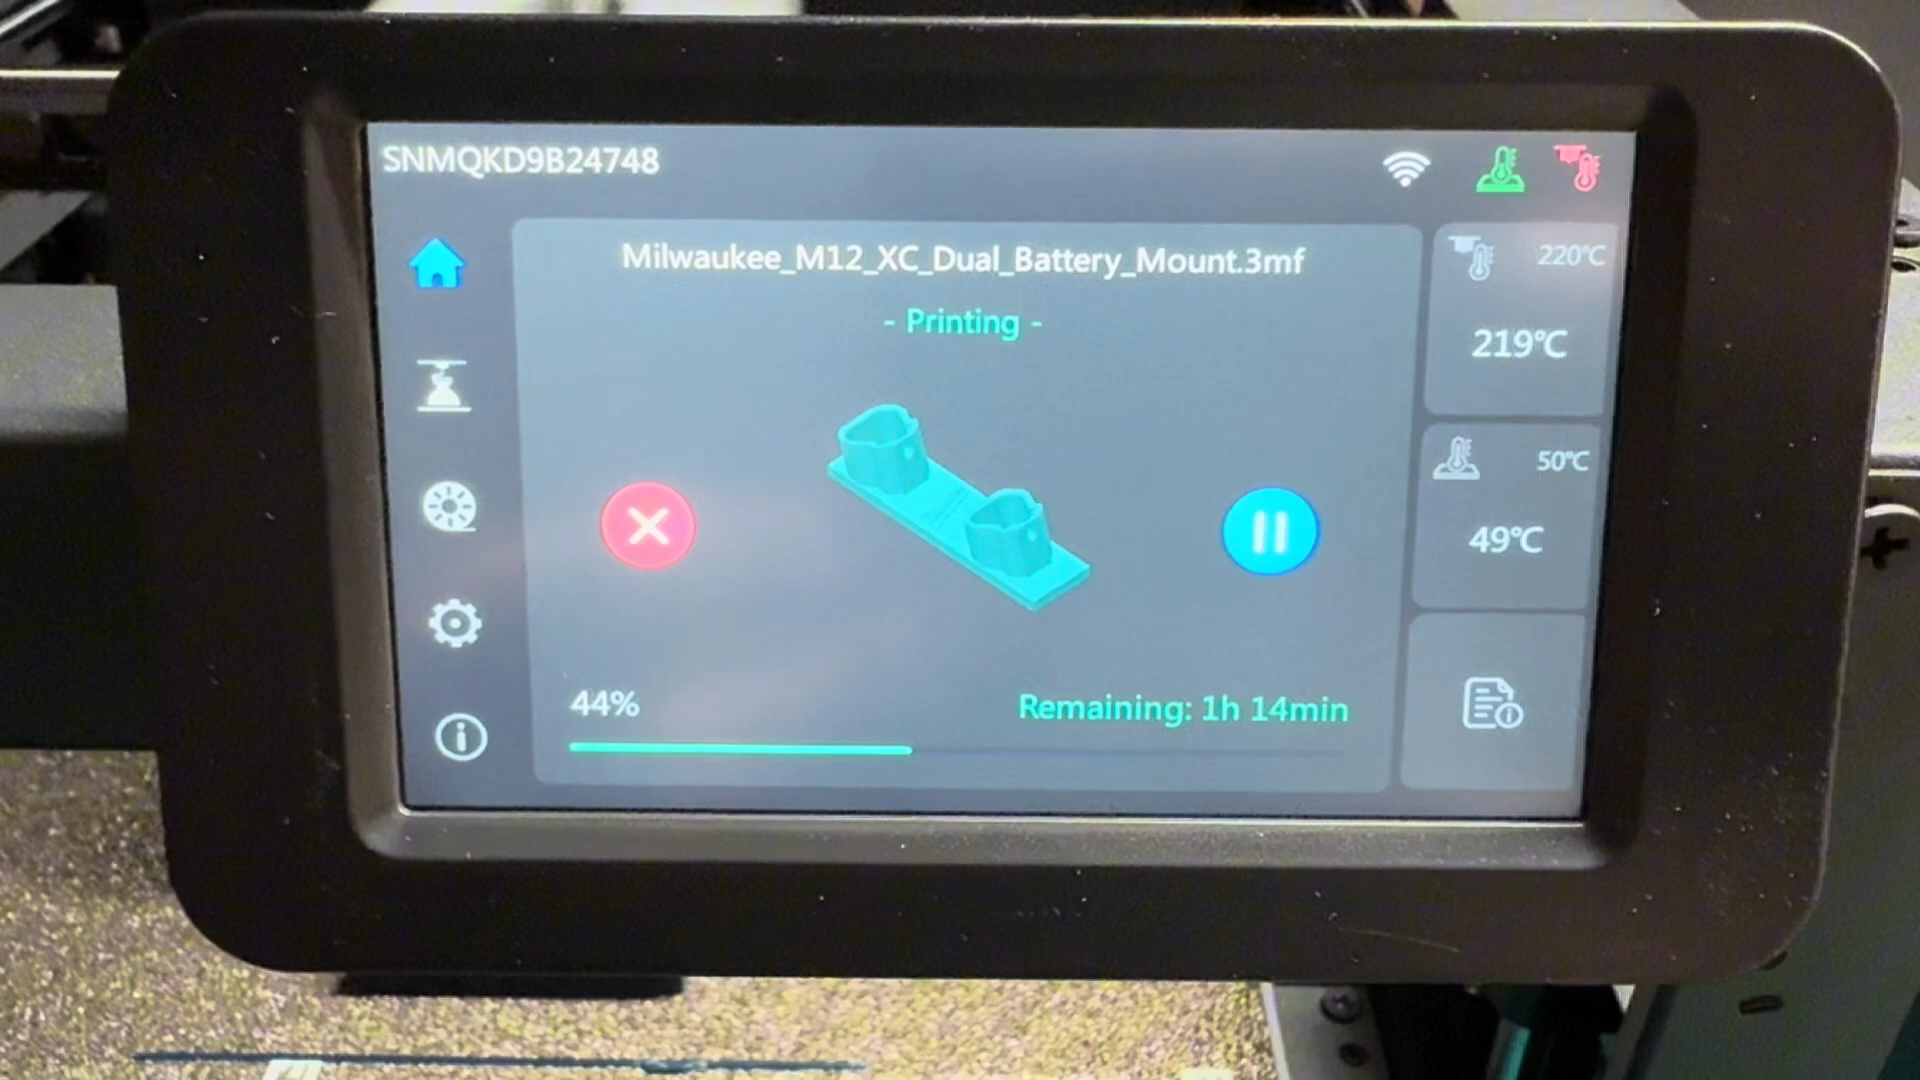 SNMQKD9B24748
Milwaukee_M12_XC_Dual_Battery_Mount.3mf
- Printing -
220℃
219℃
50℃
49℃
44%
Remaining: 1h 14min